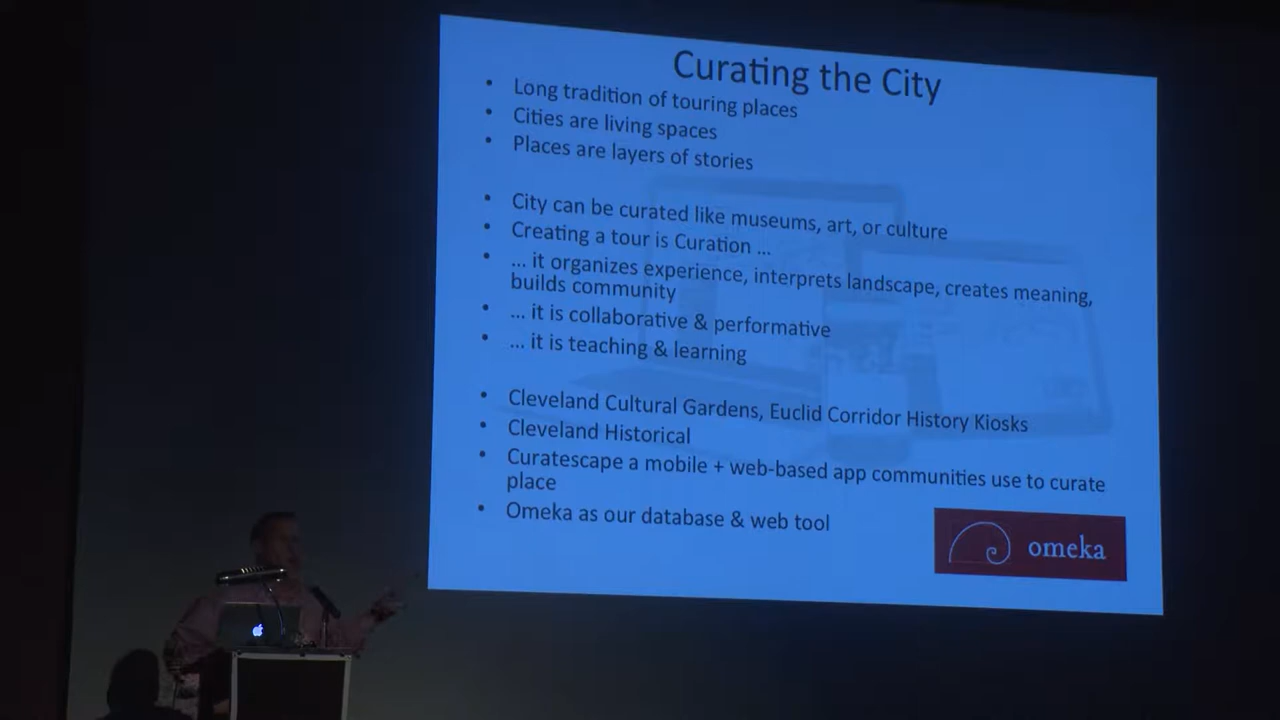 Curating the City
• Long tradition of touring places
• Cities are living spaces
• Places are layers of stories
• City can be curated like museums, art, or culture
• Creating a tour is Curation ...
• ... it organizes experience, interprets landscape, creates meaning,
builds community
• ... it is collaborative & performative
• ... it is teaching & learning
• Cleveland Cultural Gardens, Euclid Corridor History Kiosks
• Cleveland Historical
• Curatescape a mobile + web-based app communities use to curate
place
• Omeka as our database & web tool
omeka